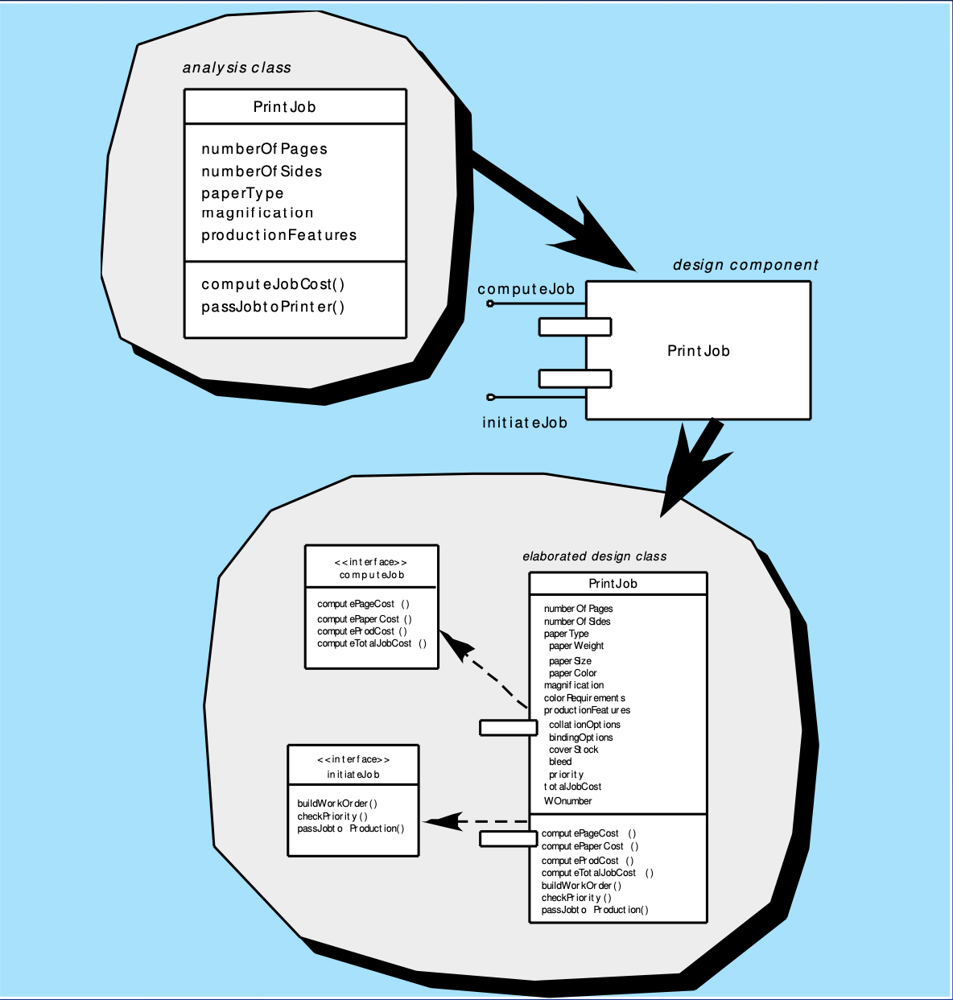 analysis class
PrintJob
numberOfPages
numberOfSides
paperType
magnification
productionFeatures
computeJobCost()
passJobtoPrinter()
design component
computeJob
PrintJob
initiateJob
elaborated design class
<<interface>>
computeJob
computePageCost ()
computePaperCost ()
computeProdCost ()
computeTotalJobCost ()
<<interface>>
initiateJob
buildWorkOrder ()
checkPriority ()
passJobto Production()
PrintJob
numberOfPages
numberOfSides
paperType
paperWeight
paperSize
paperColor
magnification
colorRequirements
productionFeatures
collationOptions
bindingOptions
coverStock
bleed
priority
totalJobCost
WOnumber
computePageCost ()
computePaperCost ()
computeProdCost ()
computeTotalJobCost ()
buildWorkOrder ()
checkPriority ()
passJobto Production()